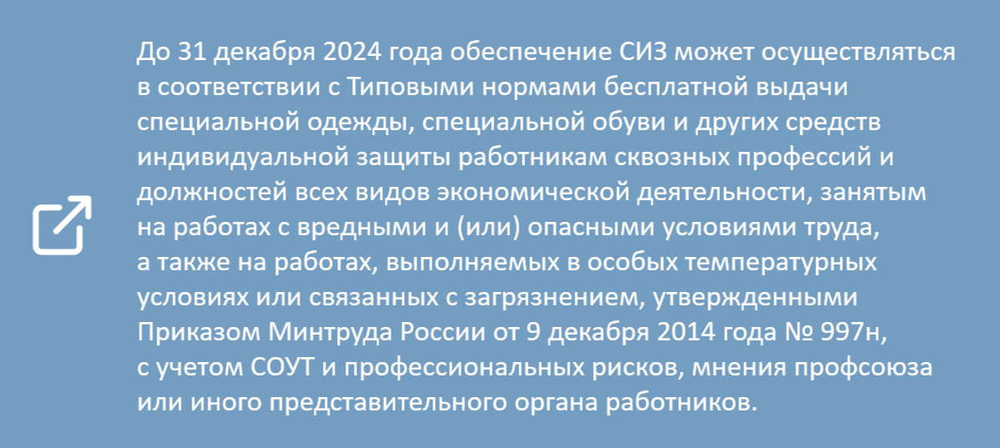 До 31 декабря 2024 года обеспечение СИЗ может осуществляться
в соответствии с Типовыми нормами бесплатной выдачи
специальной одежды, специальной обуви и других средств
индивидуальной защиты работникам сквозных профессий и
должностей всех видов экономической деятельности, занятым
на работах с вредными и (или) опасными условиями труда,
а также на работах, выполняемых в особых температурных
условиях или связанных с загрязнением, утвержденными
Приказом Минтруда России от 9 декабря 2014 года № 997н,
с учетом СОУТ и профессиональных рисков, мнения профсоюза
или иного представительного органа работников.